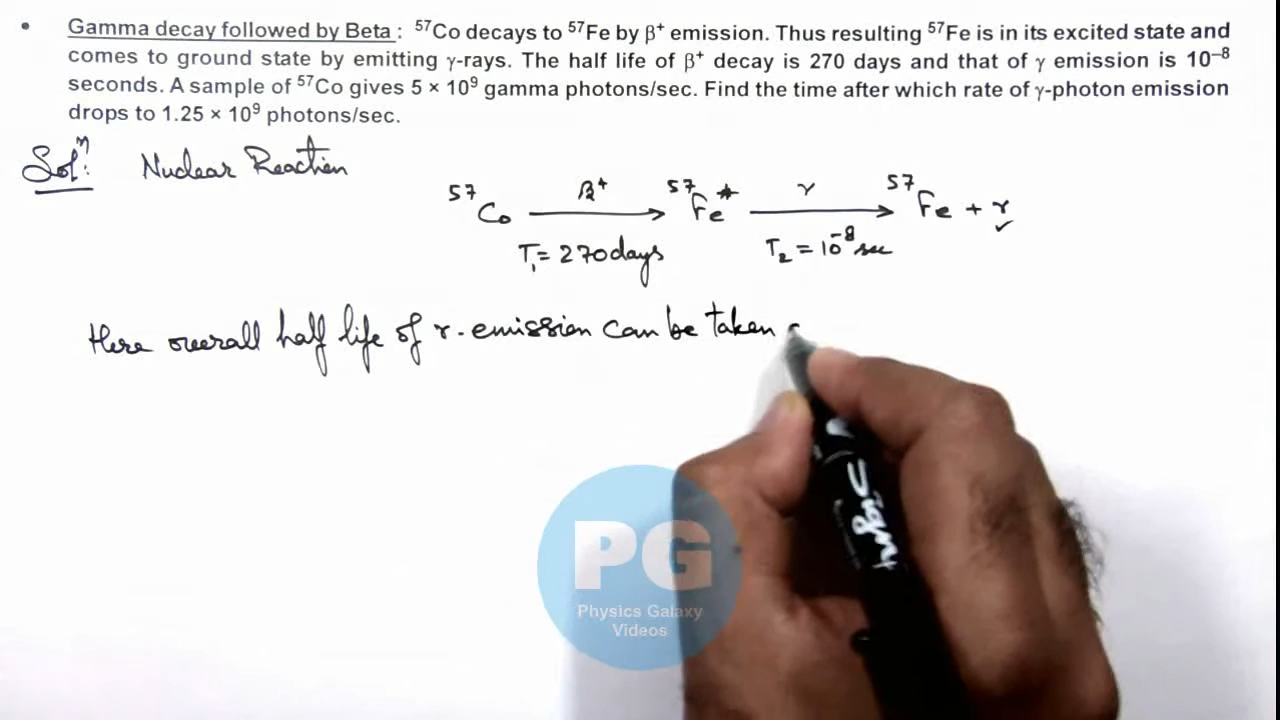 • Gamma decay followed by Beta : ⁵⁷Co decays to ⁵⁷Fe by β⁺ emission. Thus resulting ⁵⁷Fe is in its excited state and
comes to ground state by emitting γ-rays. The half life of β⁺ decay is 270 days and that of γ emission is 10⁻⁸
seconds. A sample of ⁵⁷Co gives 5 × 10⁹ gamma photons/sec. Find the time after which rate of γ-photon emission
drops to 1.25 × 10⁹ photons/sec.
Solⁿ: Nuclear Reaction
⁵⁷Co β⁺→ ⁵⁷Fe* γ→ ⁵⁷Fe + γ
T₁ = 270 days T₂ = 10⁻⁸ sec
Here overall half life of γ-emission can be taken
PG
Physics Galaxy
Videos